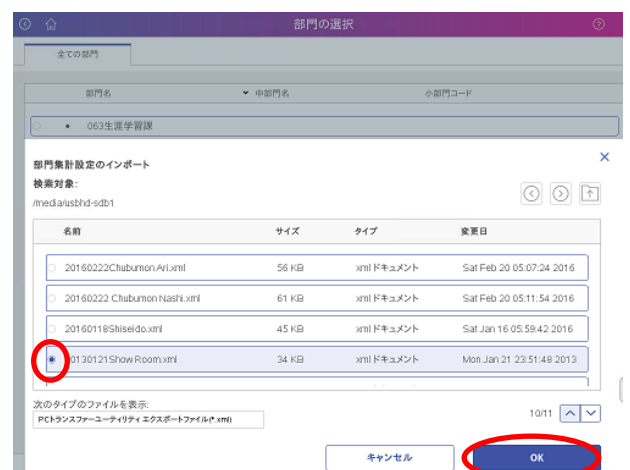 部門の選択
全ての部門
部門名 中部門名 小部門コード
063生涯学習課
部門集計設定のインポート
検索対象:
/media/usbhd-sdb1
名前 サイズ タイプ 変更日
20160222Chubumon Ari.xml 56 KB xml ドキュメント Sat Feb 20 05:07:24 2016
20160222 Chubumon Nashi.xml 61 KB xml ドキュメント Sat Feb 20 05:11:54 2016
20160118Shiseido.xml 45 KB xml ドキュメント Sat Jan 16 05:59:42 2016
20130121Show Room.xml 34 KB xml ドキュメント Mon Jan 21 23:51:48 2013
次のタイプのファイルを表示:
PCトランスファーユーティリティ エクスポートファイル(*.xml)
10/11
キャンセル OK